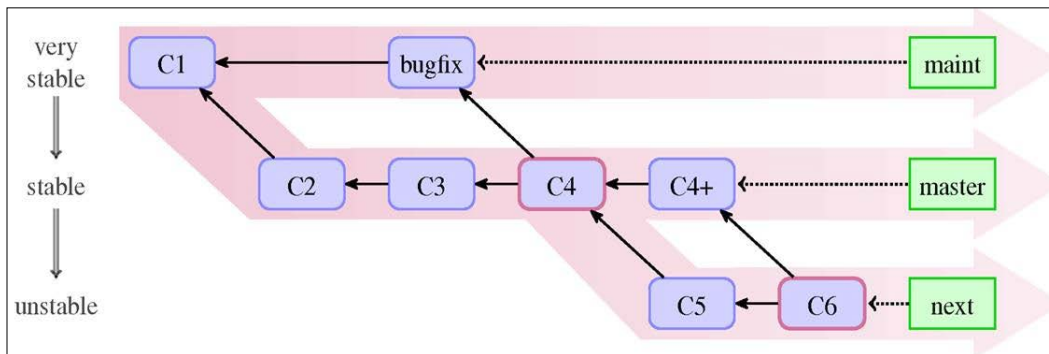 very
stable
C1
bugfix
maint
stable
C2
C3
C4
C4+
master
unstable
C5
C6
next